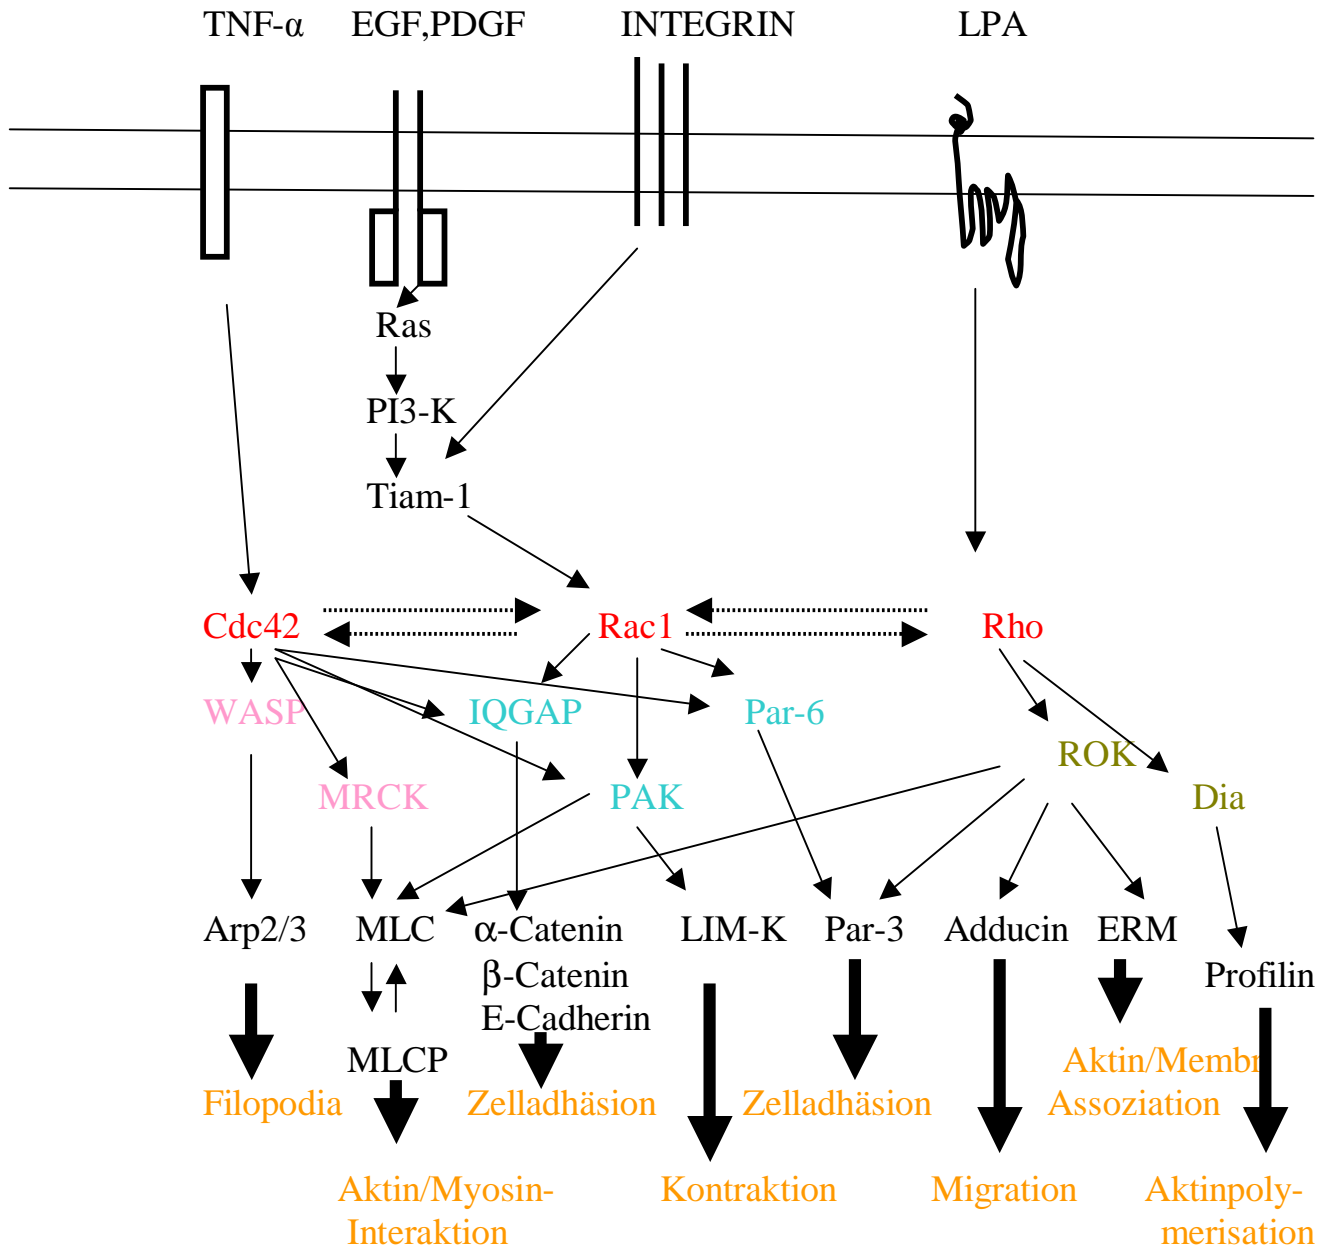 TNF-α EGF,PDGF INTEGRIN LPA
Ras
PI3-K
Tiam-1
Cdc42 Rac1 Rho
WASP IQGAP Par-6
ROK
MRCK PAK Dia
Arp2/3 MLC α-Catenin LIM-K Par-3 Adducin ERM
β-Catenin Profilin
E-Cadherin
MLCP Aktin/Membr
Filopodia Zelladhäsion Zelladhäsion Assoziation
Aktin/Myosin- Kontraktion Migration Aktinpoly-
Interaktion merisation